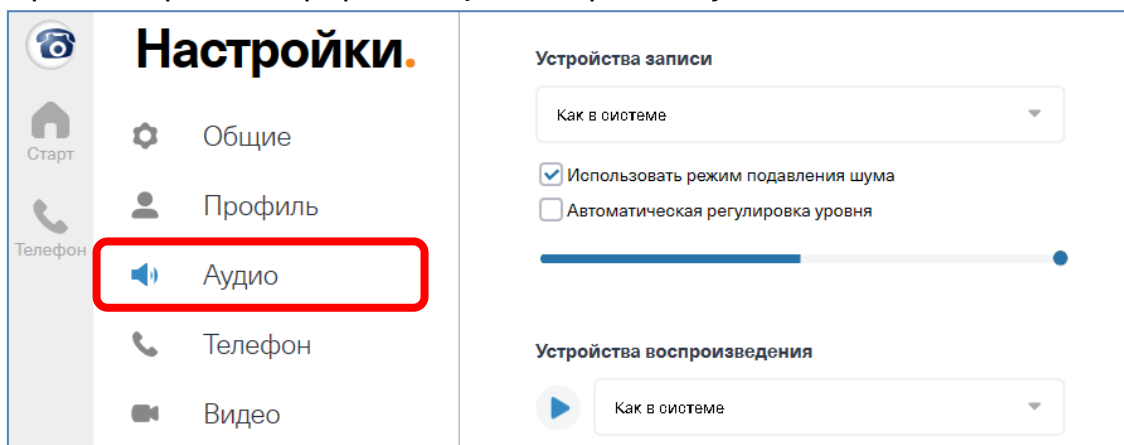 Настройки.
Старт
Телефон
Общие
Профиль
Аудио
Телефон
Видео
Устройства записи
Как в системе
Использовать режим подавления шума
Автоматическая регулировка уровня
Устройства воспроизведения
Как в системе